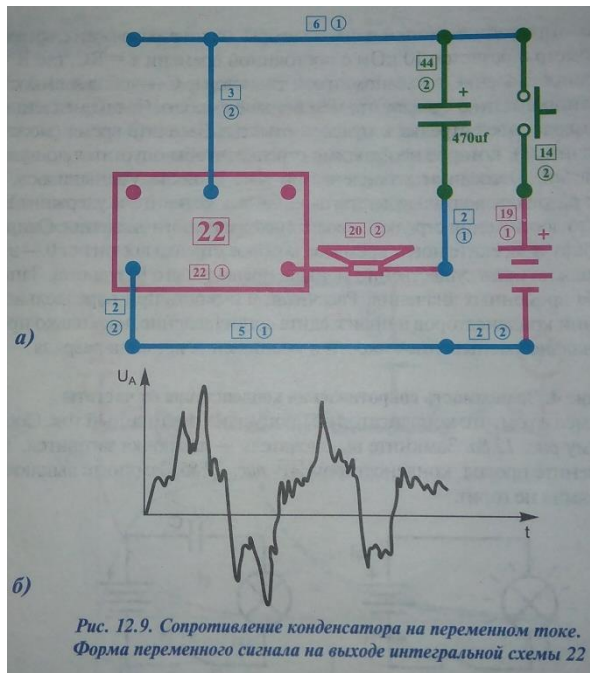 6 ①
44
②
3
②
+
470uf
14
②
22
19
①
20 ②
2
①
+
22 ①
2
②
а)
5 ①
2 ②
U_A
t
б)
Рис. 12.9. Сопротивление конденсатора на переменном токе.
Форма переменного сигнала на выходе интегральной схемы 22